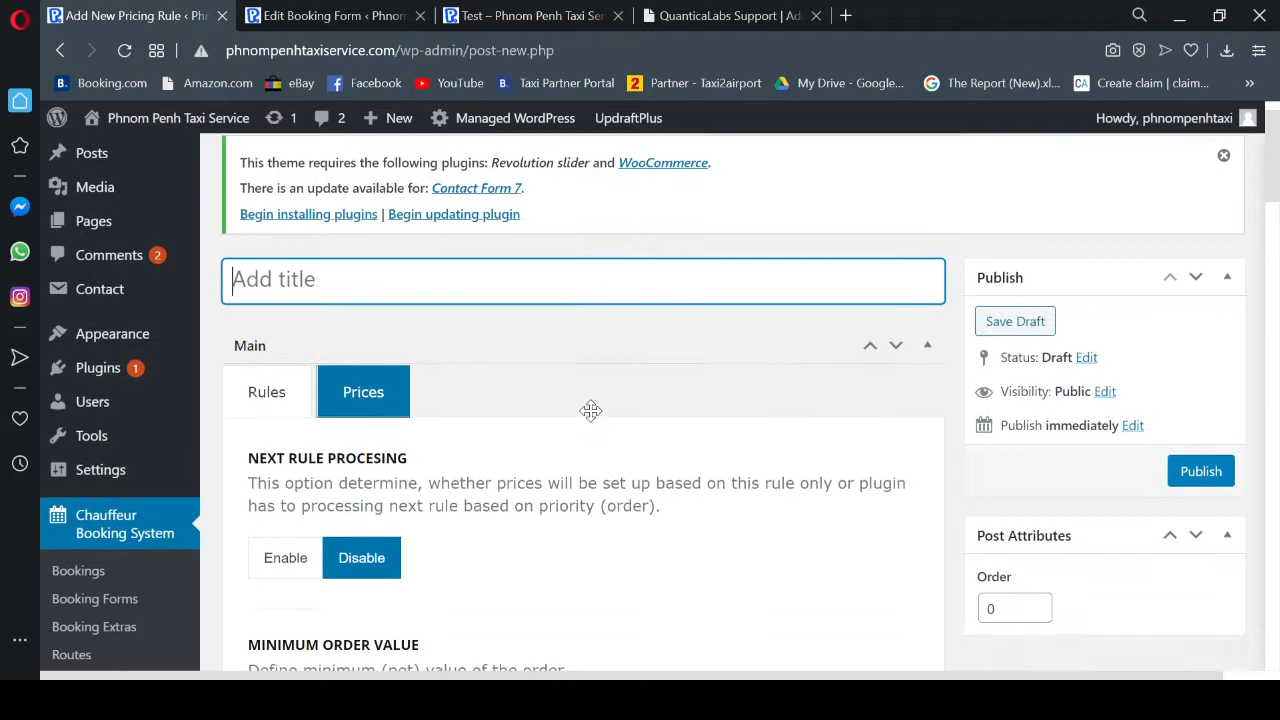 Add New Pricing Rule ‹ Ph
Edit Booking Form ‹ Phnom
Test – Phnom Penh Taxi Ser
QuanticaLabs Support | Ad
phnompenhtaxiservice.com/wp-admin/post-new.php
Booking.com
Amazon.com
eBay
Facebook
YouTube
Taxi Partner Portal
Partner - Taxi2airport
My Drive - Google...
The Report (New).xl...
Create claim | claim...
Phnom Penh Taxi Service
1
2
New
Managed WordPress
UpdraftPlus
Howdy, phnompenhtaxi
Posts
Media
Pages
Comments 2
Contact
Appearance
Plugins 1
Users
Tools
Settings
Chauffeur
Booking System
Bookings
Booking Forms
Booking Extras
Routes
This theme requires the following plugins: Revolution slider and WooCommerce.
There is an update available for: Contact Form 7.
Begin installing plugins | Begin updating plugin
Add title
Main
Rules
Prices
NEXT RULE PROCESING
This option determine, whether prices will be set up based on this rule only or plugin
has to processing next rule based on priority (order).
Enable
Disable
MINIMUM ORDER VALUE
Define minimum (net) value of the order
Publish
Save Draft
Status: Draft Edit
Visibility: Public Edit
Publish immediately Edit
Publish
Post Attributes
Order
0